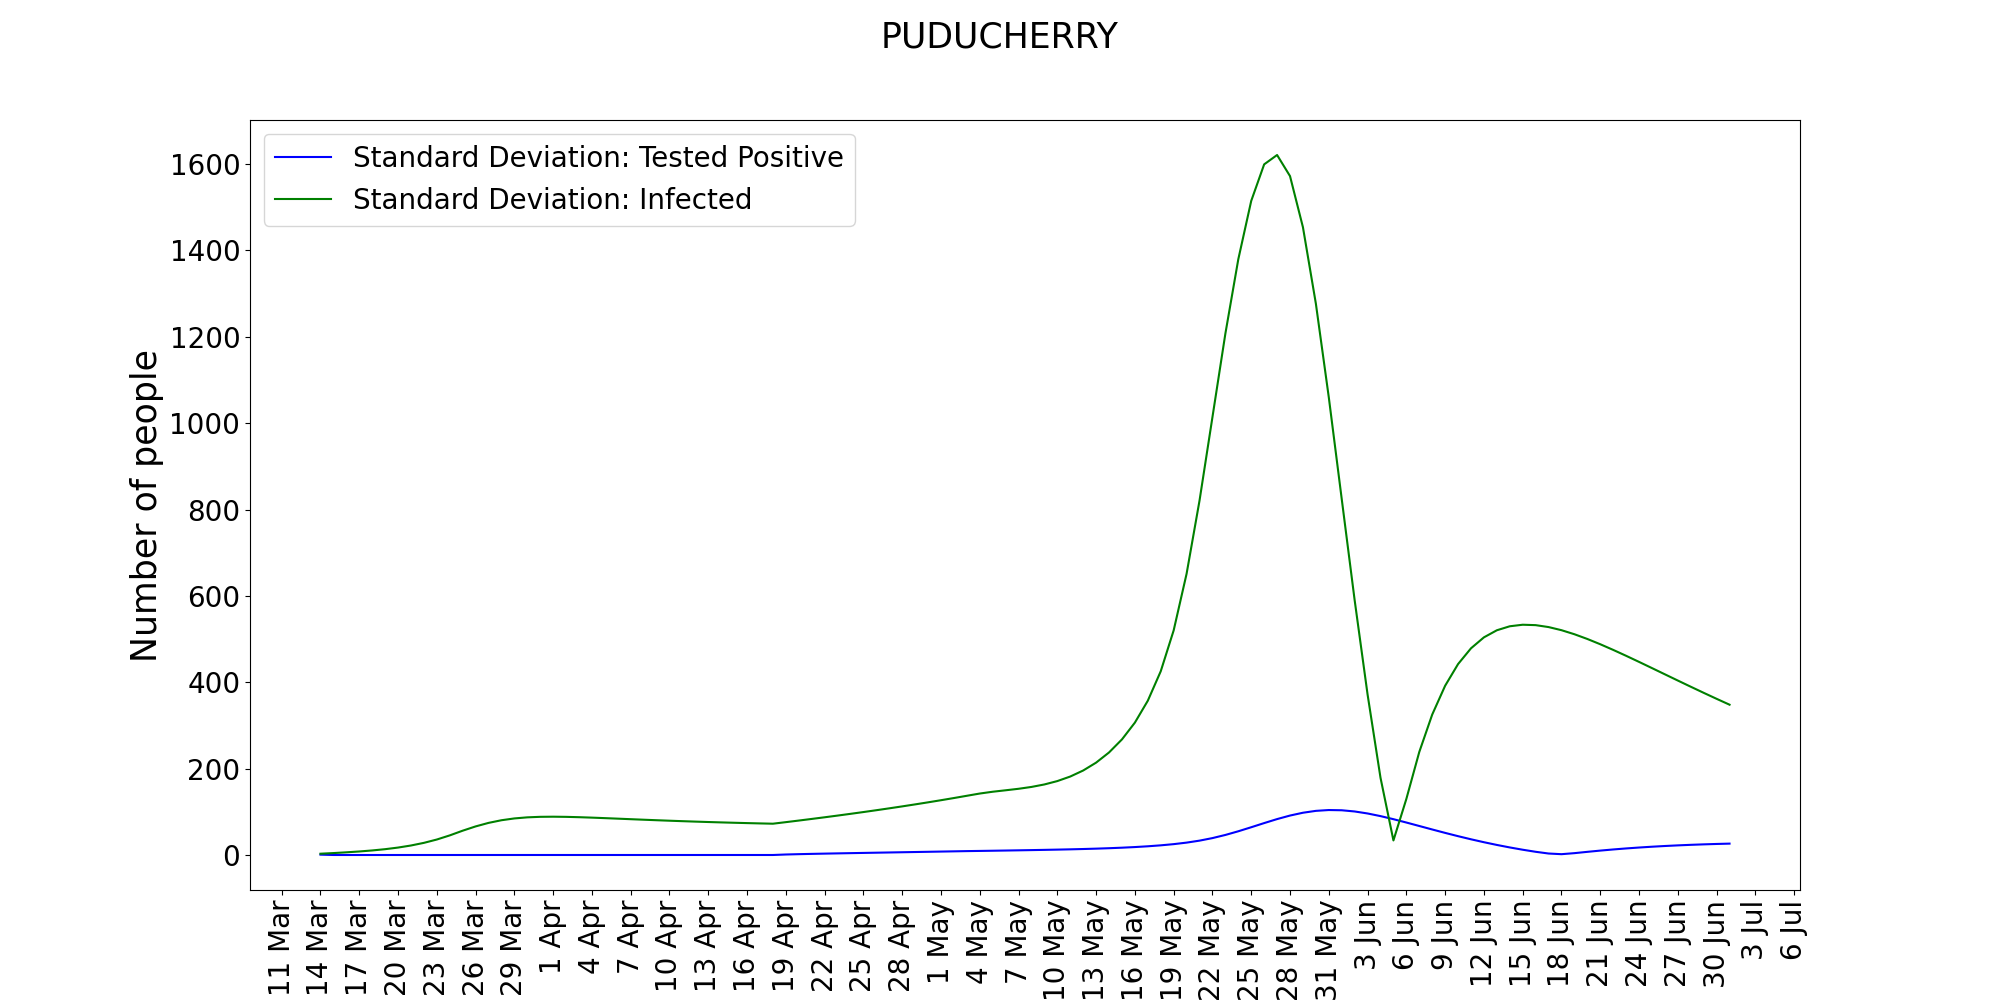 PUDUCHERRY
Standard Deviation: Tested Positive
Standard Deviation: Infected
Number of people
1600
1400
1200
1000
800
600
400
200
0
11 Mar
14 Mar
17 Mar
20 Mar
23 Mar
26 Mar
29 Mar
1 Apr
4 Apr
7 Apr
10 Apr
13 Apr
16 Apr
19 Apr
22 Apr
25 Apr
28 Apr
1 May
4 May
7 May
10 May
13 May
16 May
19 May
22 May
25 May
28 May
31 May
3 Jun
6 Jun
9 Jun
12 Jun
15 Jun
18 Jun
21 Jun
24 Jun
27 Jun
30 Jun
3 Jul
6 Jul